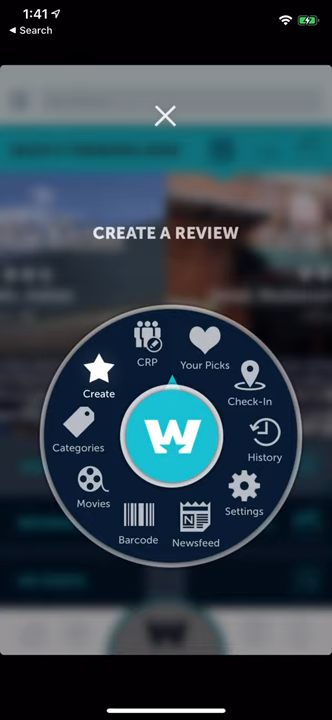 1:41
Search
CREATE A REVIEW
CRP
Your Picks
Create
Check-In
Categories
History
Movies
Settings
Barcode
Newsfeed